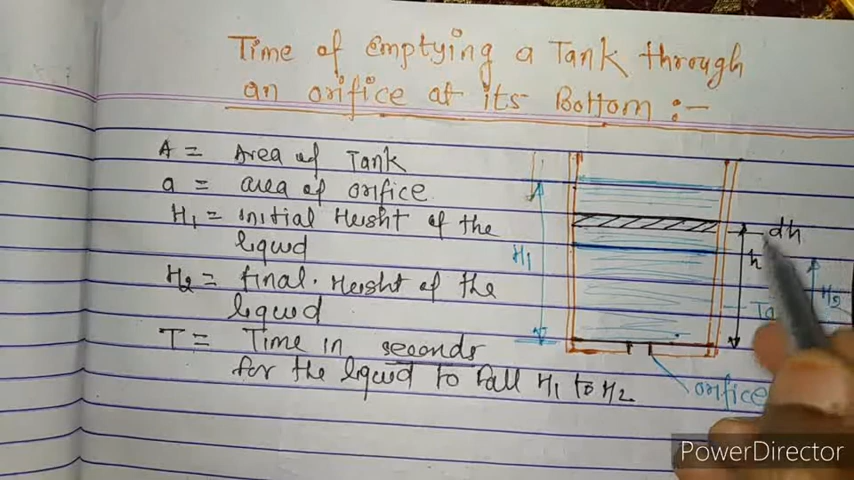 Time of emptying a Tank through
an orifice at its Bottom :-
A = Area of Tank
a = area of orifice
H1 = initial Height of the
liquid
H2 = final. Height of the
liquid
T = Time in seconds
for the liquid to fall H1 to H2
H1
dh
h
H2
orifice
PowerDirector